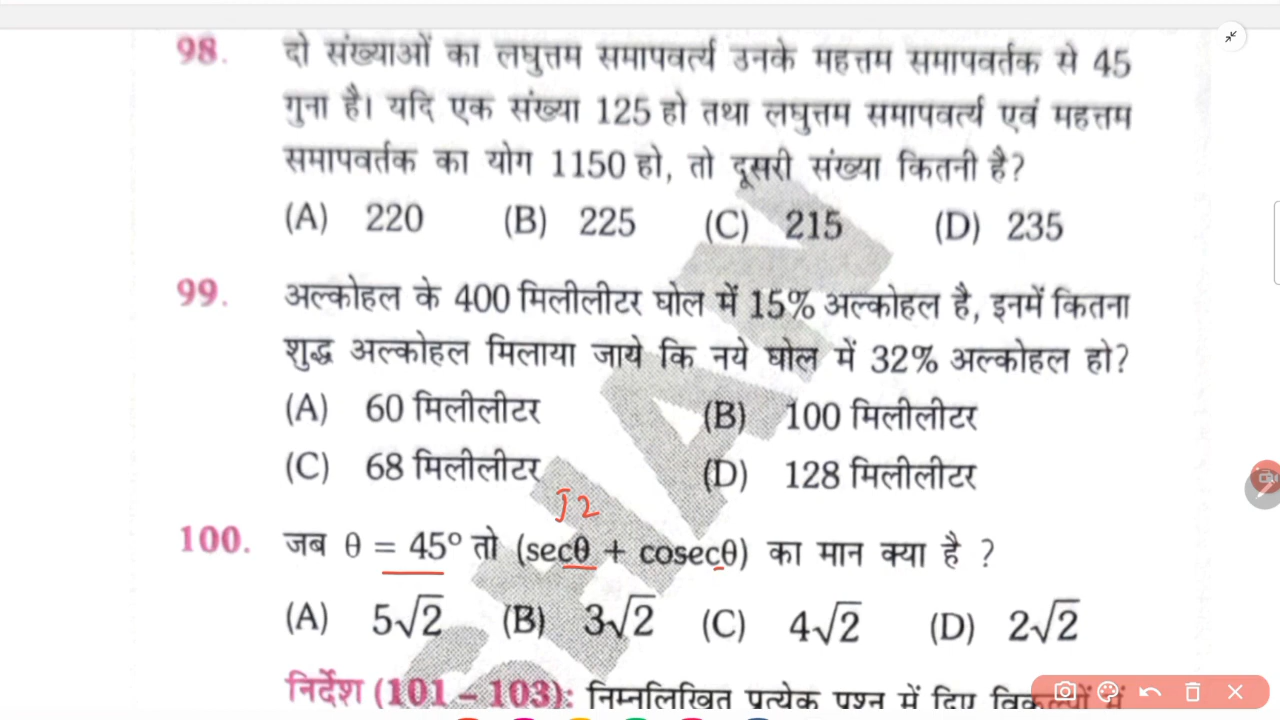 98. दो संख्याओं का लघुत्तम समापवर्त्य उनके महत्तम समापवर्तक से 45
गुना है। यदि एक संख्या 125 हो तथा लघुत्तम समापवर्त्य एवं महत्तम
समापवर्तक का योग 1150 हो, तो दूसरी संख्या कितनी है?
(A) 220 (B) 225 (C) 215 (D) 235
99. अल्कोहल के 400 मिलीलीटर घोल में 15% अल्कोहल है, इनमें कितना
शुद्ध अल्कोहल मिलाया जाये कि नये घोल में 32% अल्कोहल हो?
(A) 60 मिलीलीटर (B) 100 मिलीलीटर
(C) 68 मिलीलीटर (D) 128 मिलीलीटर
√2
100. जब θ = 45° तो (secθ + cosecθ) का मान क्या है ?
(A) 5√2 (B) 3√2 (C) 4√2 (D) 2√2
निर्देश (101 – 103): निम्नलिखित प्रत्येक प्रश्न में दिए विकल्पों में